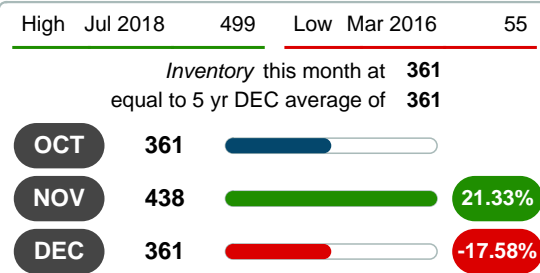 High Jul 2018 499 Low Mar 2016 55
Inventory this month at 361
equal to 5 yr DEC average of 361
OCT 361
NOV 438 21.33%
DEC 361 -17.58%